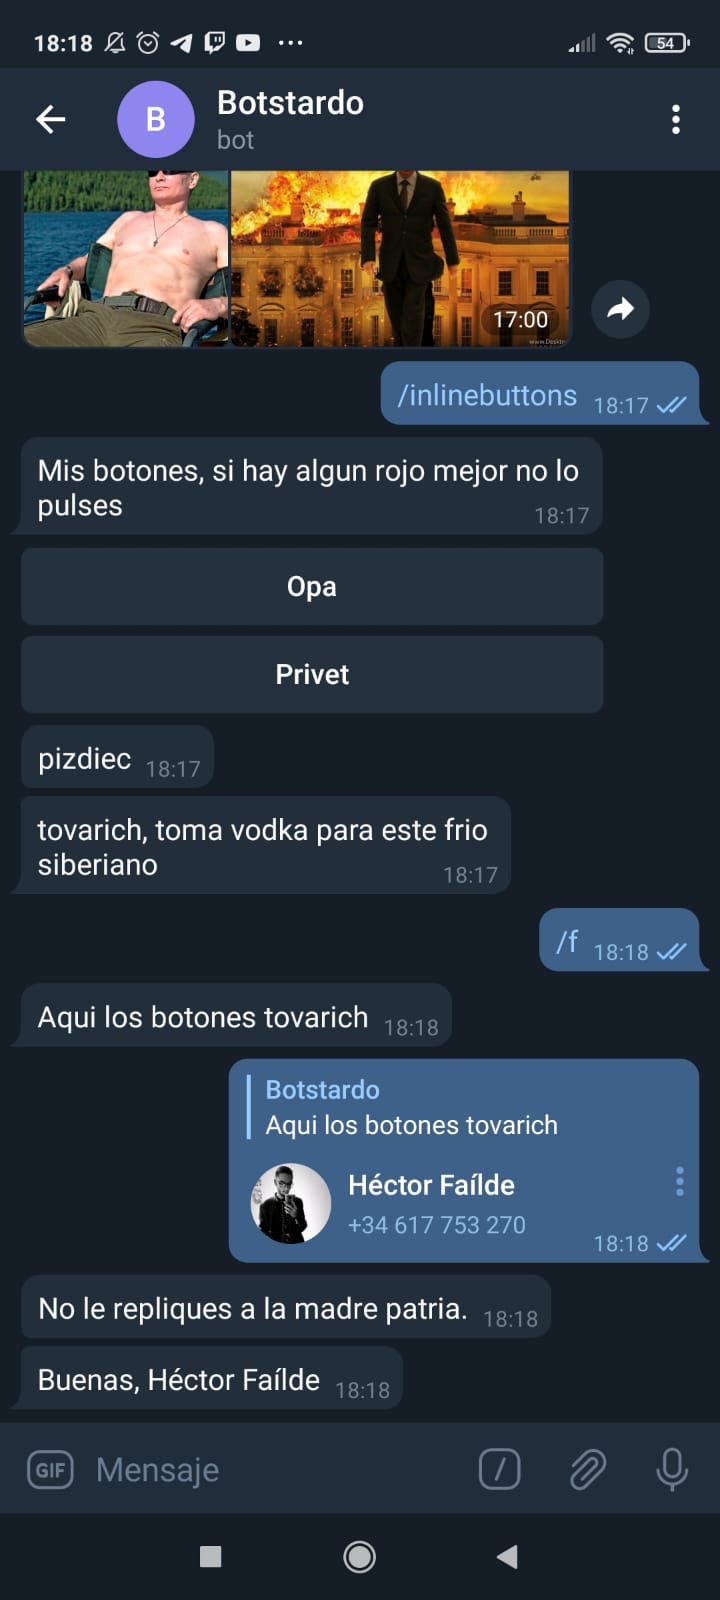 18:18
54
B
Botstardo
bot
17:00
/inlinebuttons 18:17
Mis botones, si hay algun rojo mejor no lo
pulses
18:17
Opa
Privet
pizdiec 18:17
tovarich, toma vodka para este frio
siberiano
18:17
/f 18:18
Aqui los botones tovarich 18:18
Botstardo
Aqui los botones tovarich
Héctor Faílde
+34 617 753 270
18:18
No le repliques a la madre patria. 18:18
Buenas, Héctor Faílde 18:18
GIF Mensaje /